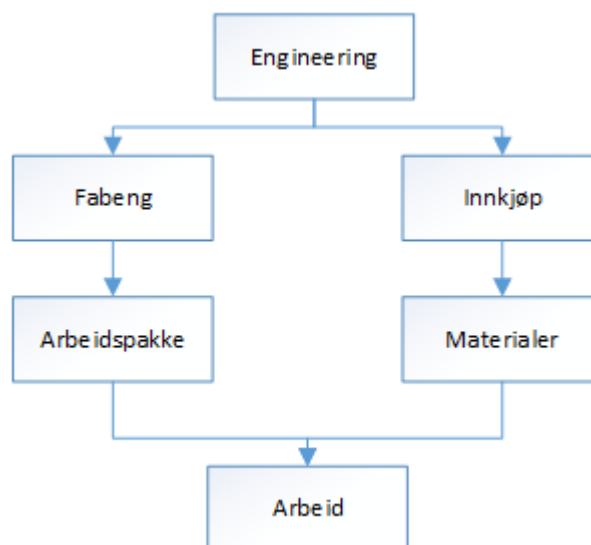 Engineering
Fabeng
Innkjøp
Arbeidspakke
Materialer
Arbeid